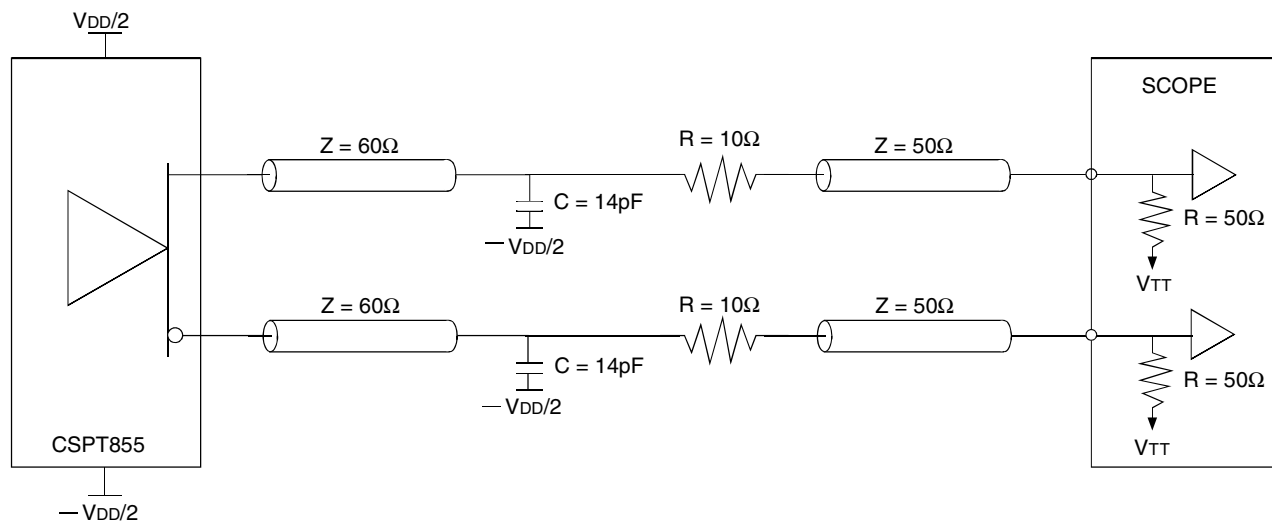 VDD/2
SCOPE
Z = 60Ω
R = 10Ω
Z = 50Ω
C = 14pF
— VDD/2
R = 50Ω
VTT
Z = 60Ω
R = 10Ω
Z = 50Ω
C = 14pF
— VDD/2
R = 50Ω
VTT
CSPT855
— VDD/2